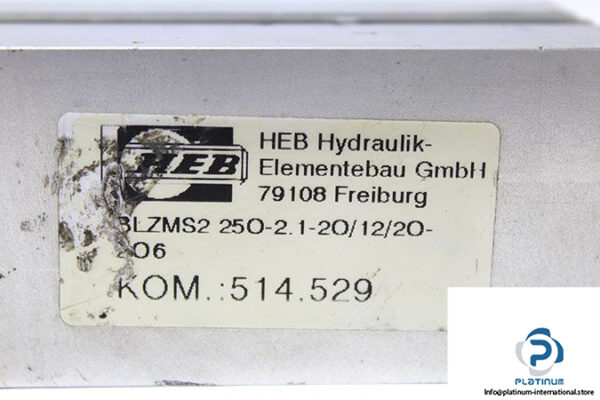 HEB
HEB Hydraulik-
Elementebau GmbH
79108 Freiburg
BLZMS2 250-2.1-20/12/20-
206
KOM.:514.529
PLATINUM
Info@platinum-international.store